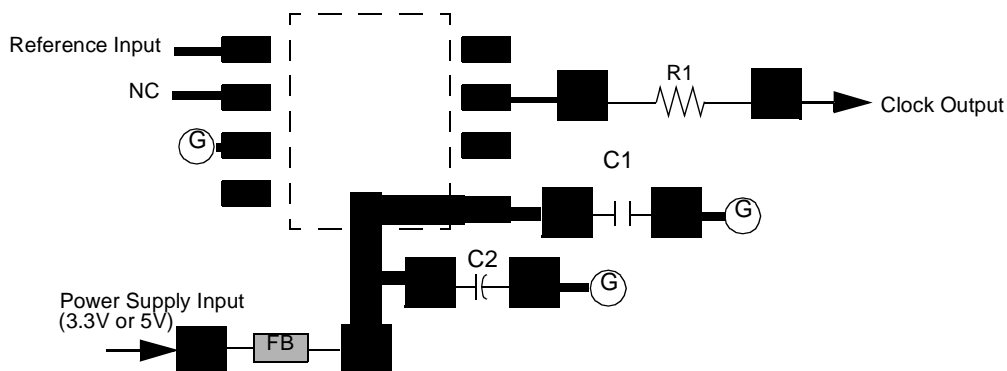 Reference Input
R1
NC
Clock Output
G
C1
G
C2
G
Power Supply Input
(3.3V or 5V)
FB